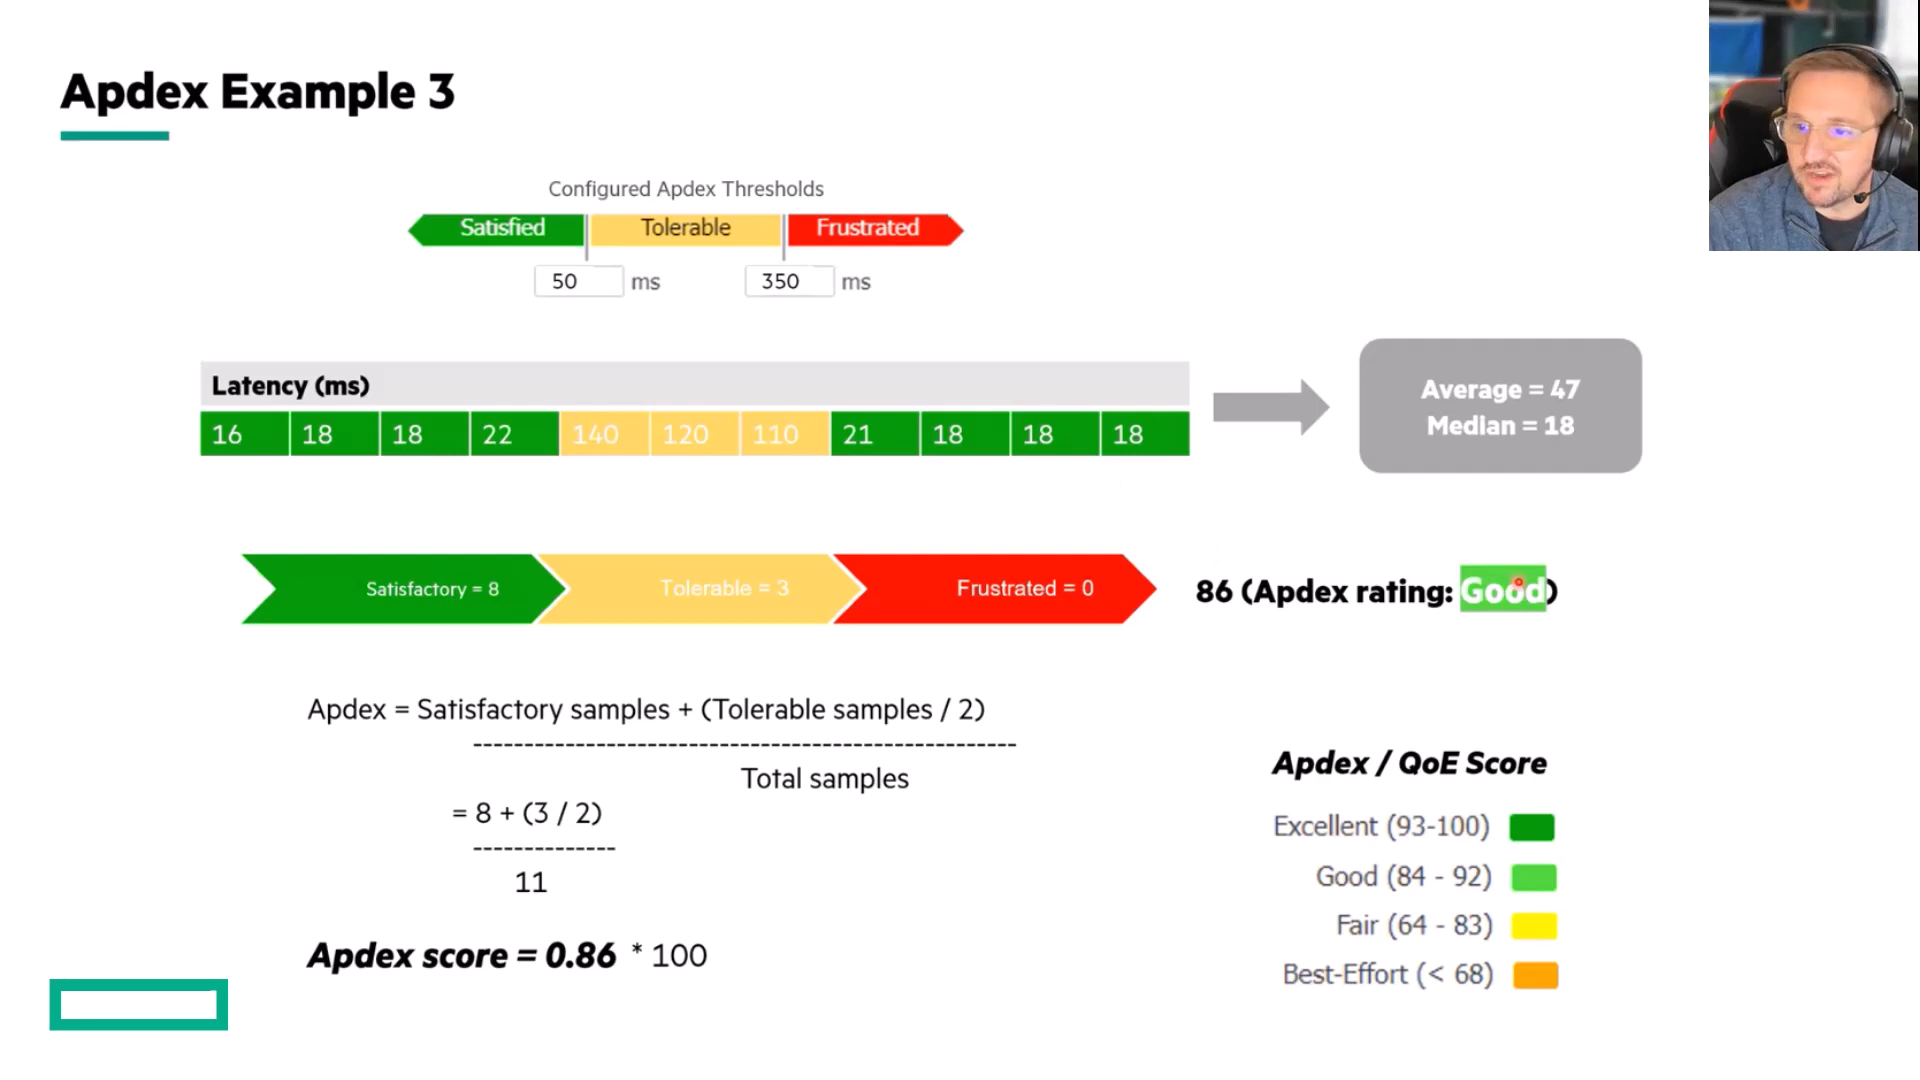 Apdex Example 3
Configured Apdex Thresholds
Satisfied Tolerable Frustrated
50 ms 350 ms
Latency (ms)
16 18 18 22 140 120 110 21 18 18 18
Average = 47
Median = 18
Satisfactory = 8 Tolerable = 3 Frustrated = 0
86 (Apdex rating: Good)
Apdex = Satisfactory samples + (Tolerable samples / 2)
-----------------------------------------------------
Total samples
= 8 + (3 / 2)
--------------
11
Apdex score = 0.86 * 100
Apdex / QoE Score
Excellent (93-100)
Good (84 - 92)
Fair (64 - 83)
Best-Effort (< 68)